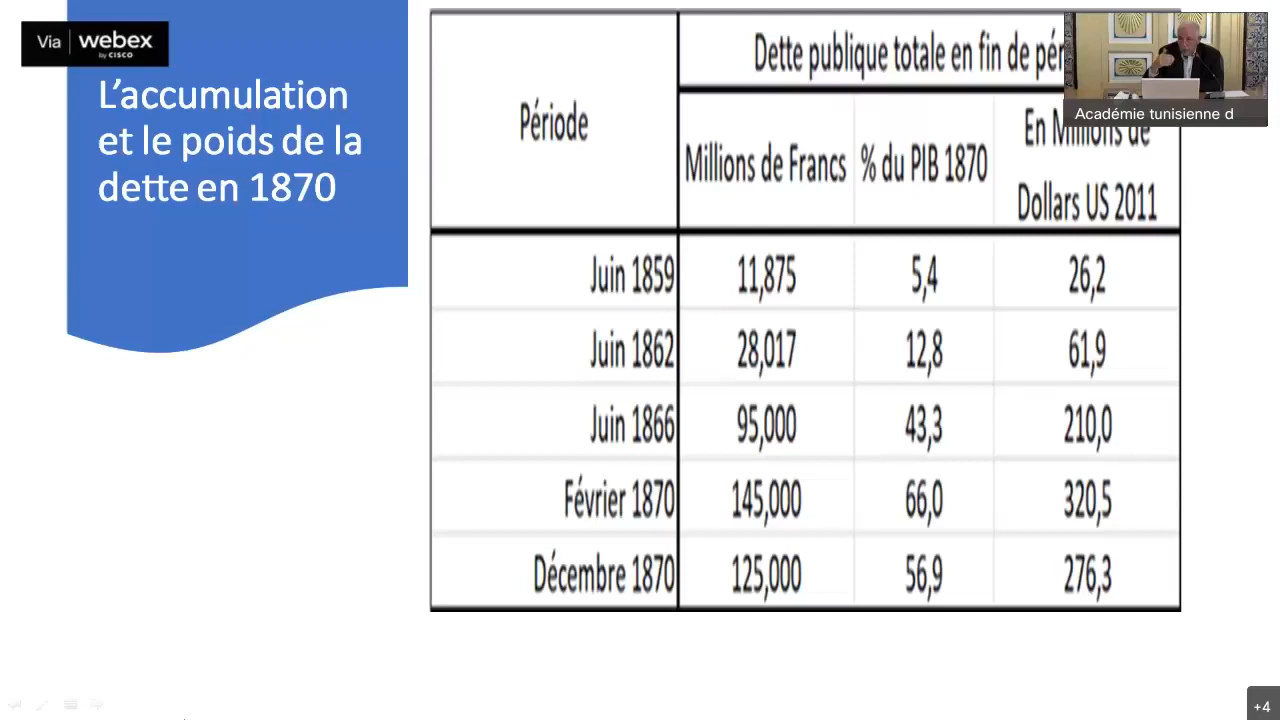 Via webex
by CISCO
L'accumulation
et le poids de la
dette en 1870
Dette publique totale en fin de
Académie tunisienne d
Période
Millions de Francs
% du PIB 1870
En Millions de
Dollars US 2011
Juin 1859 11,875 5,4 26,2
Juin 1862 28,017 12,8 61,9
Juin 1866 95,000 43,3 210,0
Février 1870 145,000 66,0 320,5
Décembre 1870 125,000 56,9 276,3
+4